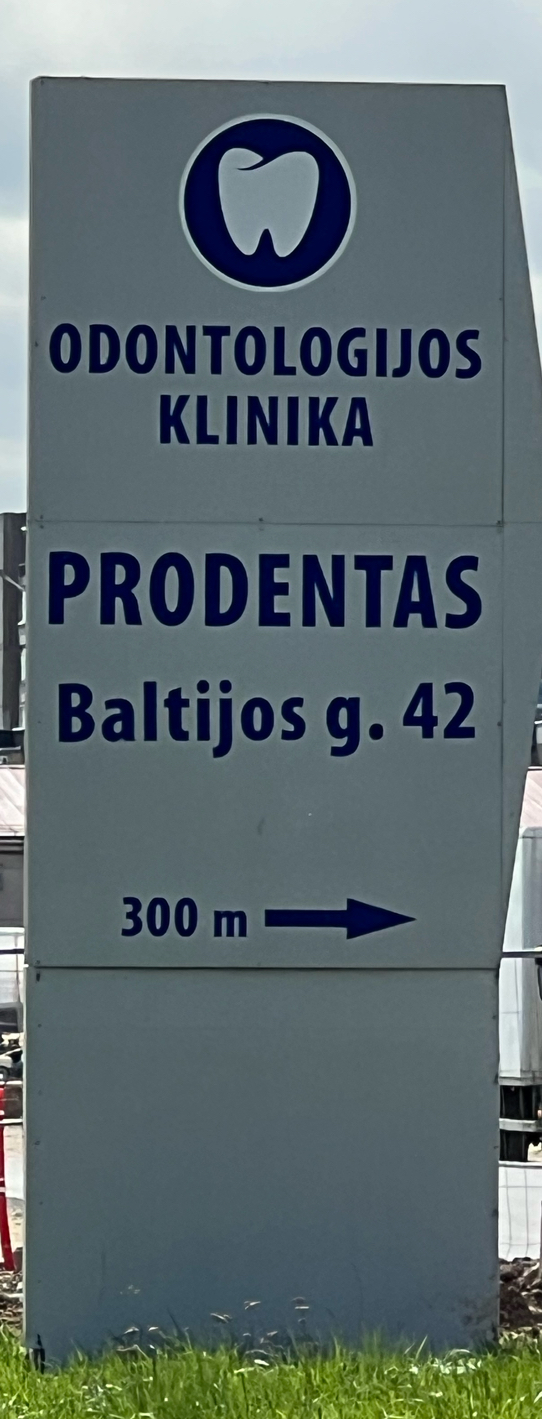 ODONTOLOGIJOS
KLINIKA
PRODENTAS
Baltijos g. 42
300 m